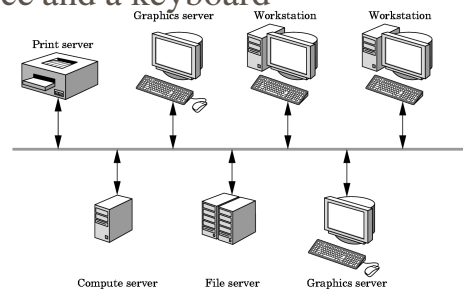 ce and a keyboard
Graphics server
Workstation
Workstation
Print server
Compute server
File server
Graphics server